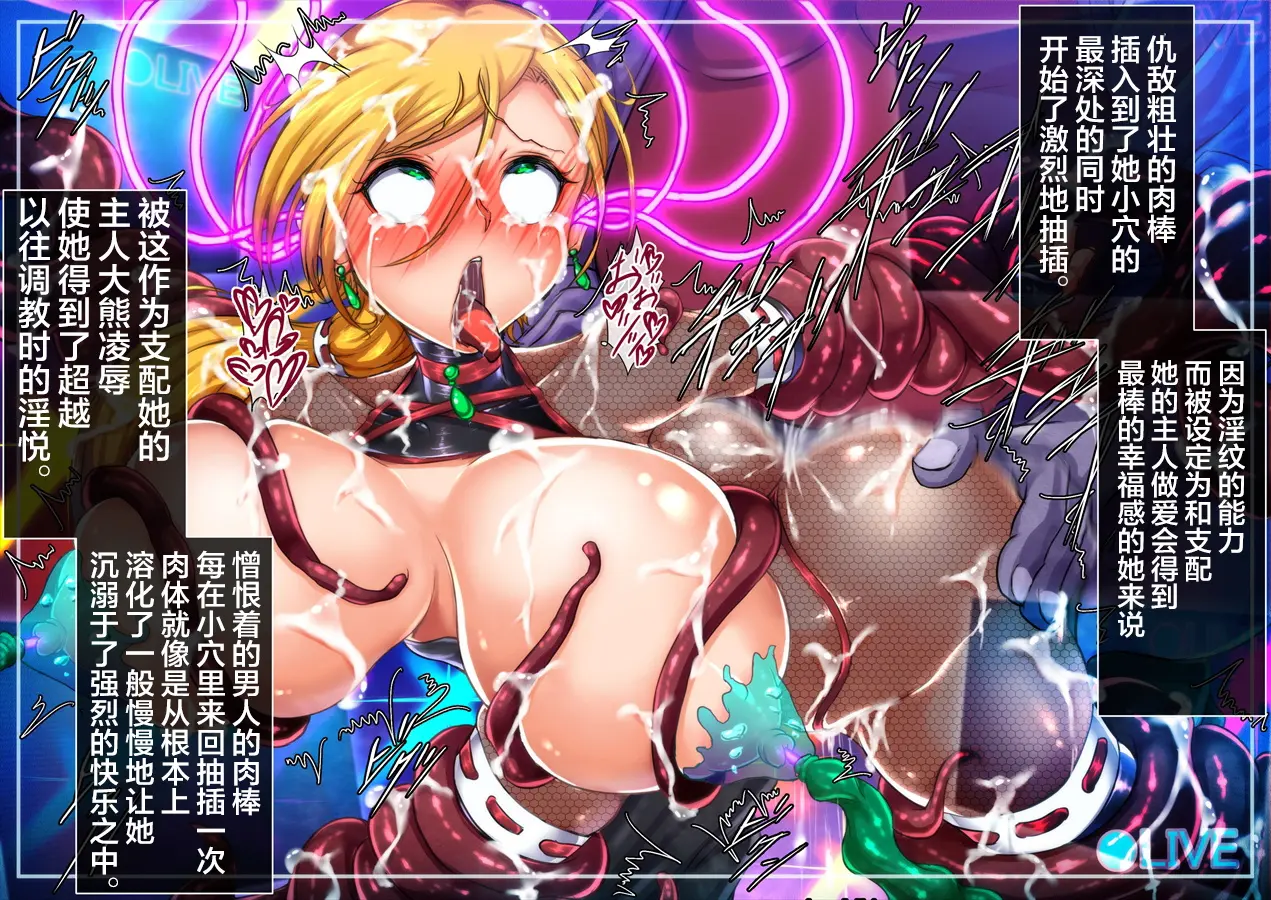 仇敌粗壮的肉棒
插入到了她小穴的
最深处的同时
开始了激烈地抽插。
因为淫纹的能力
而被设定为和支配
她的主人做爱会得到
最棒的幸福感的她来说
被这作为支配她的
主人大熊凌辱
使她得到了超越
以往调教时的淫悦。
憎恨着的男人的肉棒
每在小穴里来回抽插一次
肉体就像是从根本上
溶化了一般慢慢地让她
沉溺于了强烈的快乐之中。
OLIVE
OLIVE